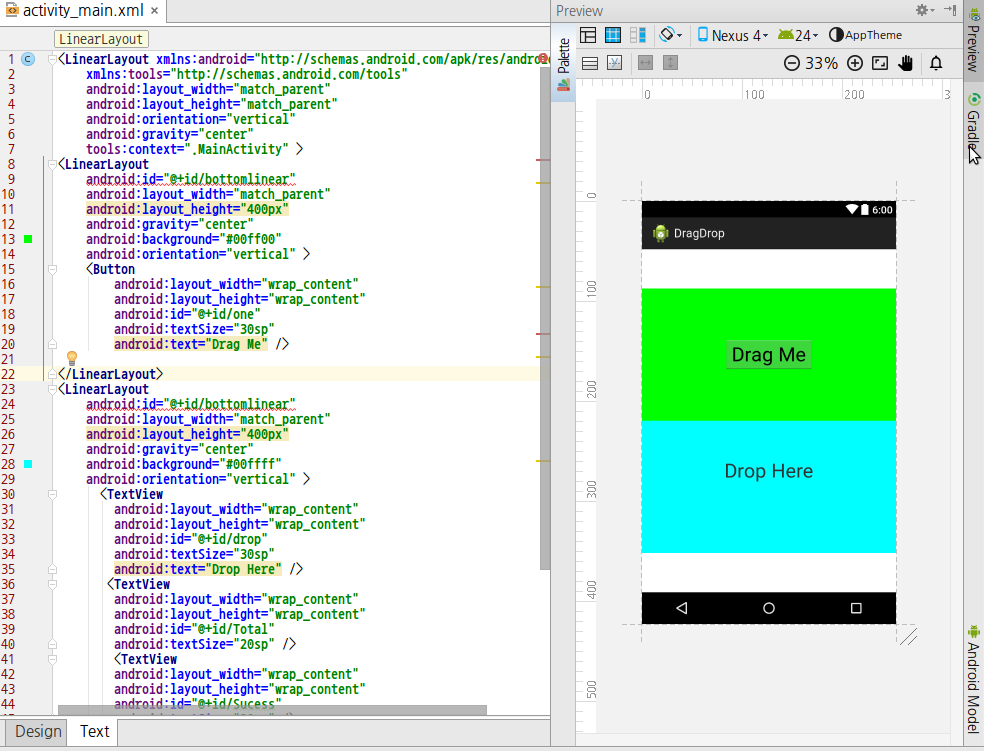 activity_main.xml ×
LinearLayout
1 <LinearLayout xmlns:android="http://schemas.android.com/apk/res/andro
2 xmlns:tools="http://schemas.android.com/tools"
3 android:layout_width="match_parent"
4 android:layout_height="match_parent"
5 android:orientation="vertical"
6 android:gravity="center"
7 tools:context=".MainActivity" >
8 <LinearLayout
9 android:id="@+id/bottomlinear"
10 android:layout_width="match_parent"
11 android:layout_height="400px"
12 android:gravity="center"
13 android:background="#00ff00"
14 android:orientation="vertical" >
15 <Button
16 android:layout_width="wrap_content"
17 android:layout_height="wrap_content"
18 android:id="@+id/one"
19 android:textSize="30sp"
20 android:text="Drag Me" />
21
22 </LinearLayout>
23 <LinearLayout
24 android:id="@+id/bottomlinear"
25 android:layout_width="match_parent"
26 android:layout_height="400px"
27 android:gravity="center"
28 android:background="#00ffff"
29 android:orientation="vertical" >
30 <TextView
31 android:layout_width="wrap_content"
32 android:layout_height="wrap_content"
33 android:id="@+id/drop"
34 android:textSize="30sp"
35 android:text="Drop Here" />
36 <TextView
37 android:layout_width="wrap_content"
38 android:layout_height="wrap_content"
39 android:id="@+id/Total"
40 android:textSize="20sp" />
41 <TextView
42 android:layout_width="wrap_content"
43 android:layout_height="wrap_content"
44 android:id="@+id/Sucess"
Design Text
Palette
Preview
Nexus 4 24 AppTheme
33%
0 100 200 3
0
100
200
300
400
500
6:00
DragDrop
Drag Me
Drop Here
Preview
Gradle
Android Model